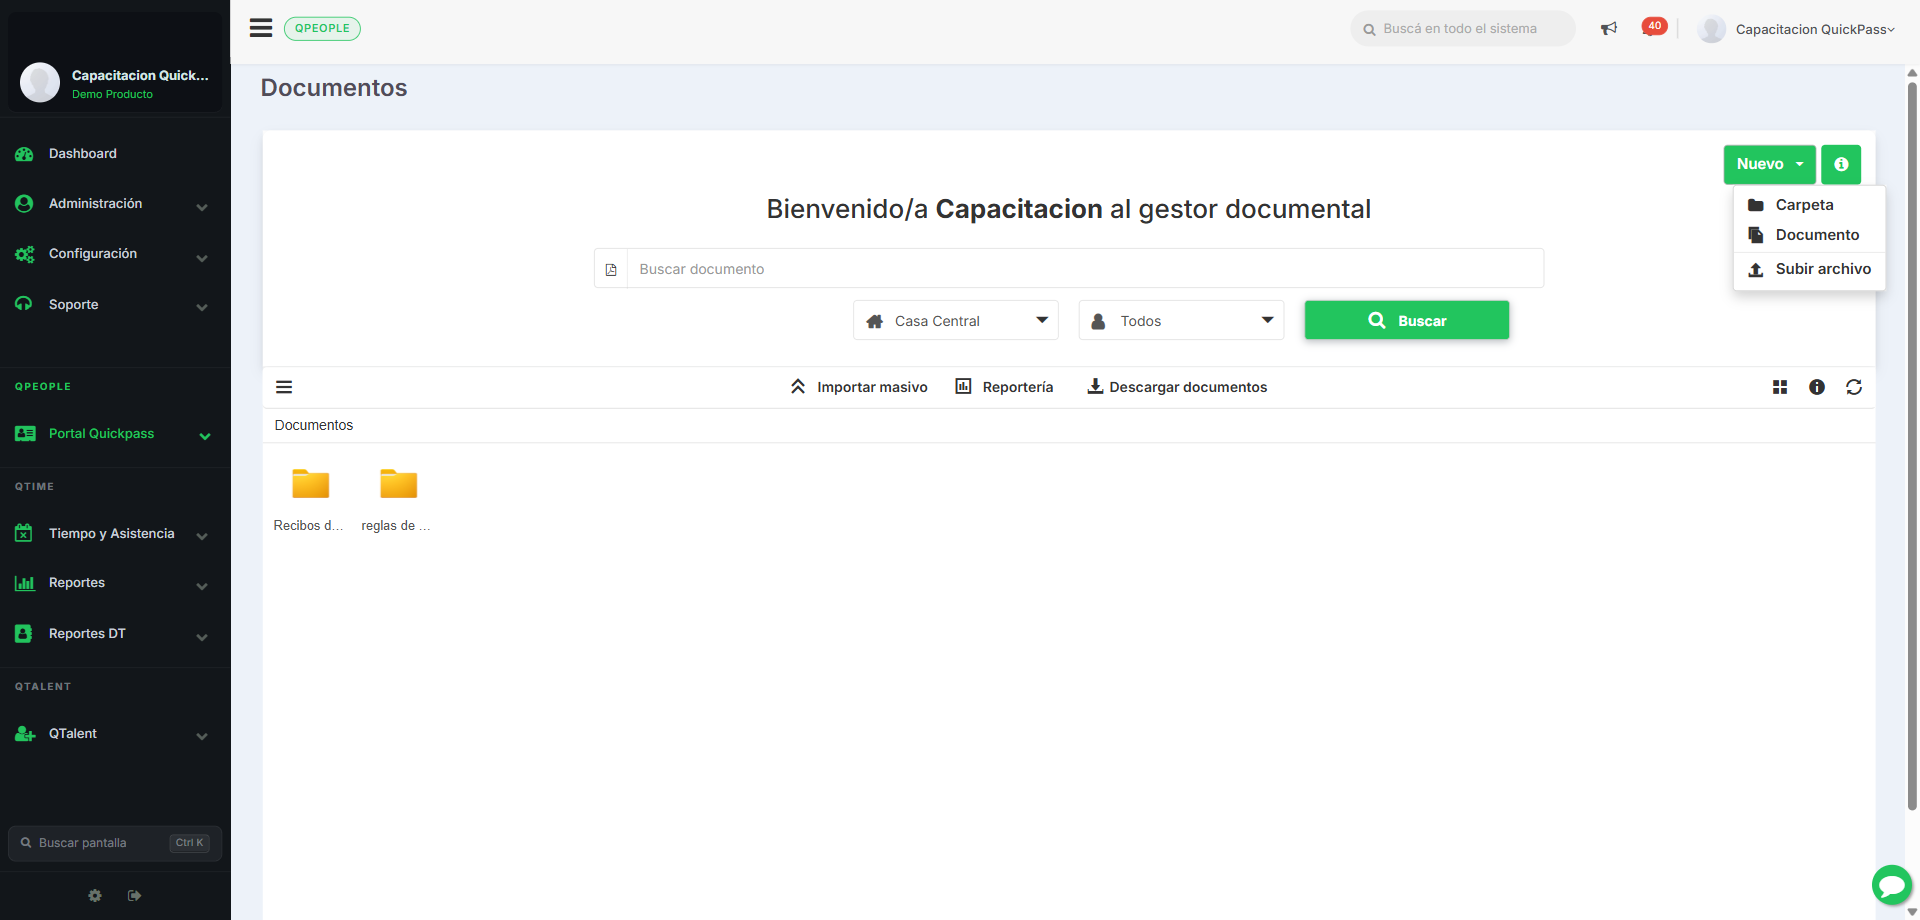 Capacitacion Quick...
Demo Producto
Dashboard
Administración
Configuración
Soporte
QPEOPLE
Portal Quickpass
QTIME
Tiempo y Asistencia
Reportes
Reportes DT
QTALENT
QTalent
Buscar pantalla
Ctrl K
QPEOPLE
Buscá en todo el sistema
40
Capacitacion QuickPass
Documentos
Nuevo
Carpeta
Documento
Subir archivo
Bienvenido/a Capacitacion al gestor documental
Buscar documento
Casa Central
Todos
Buscar
Importar masivo
Reportería
Descargar documentos
Documentos
Recibos d...
reglas de ...